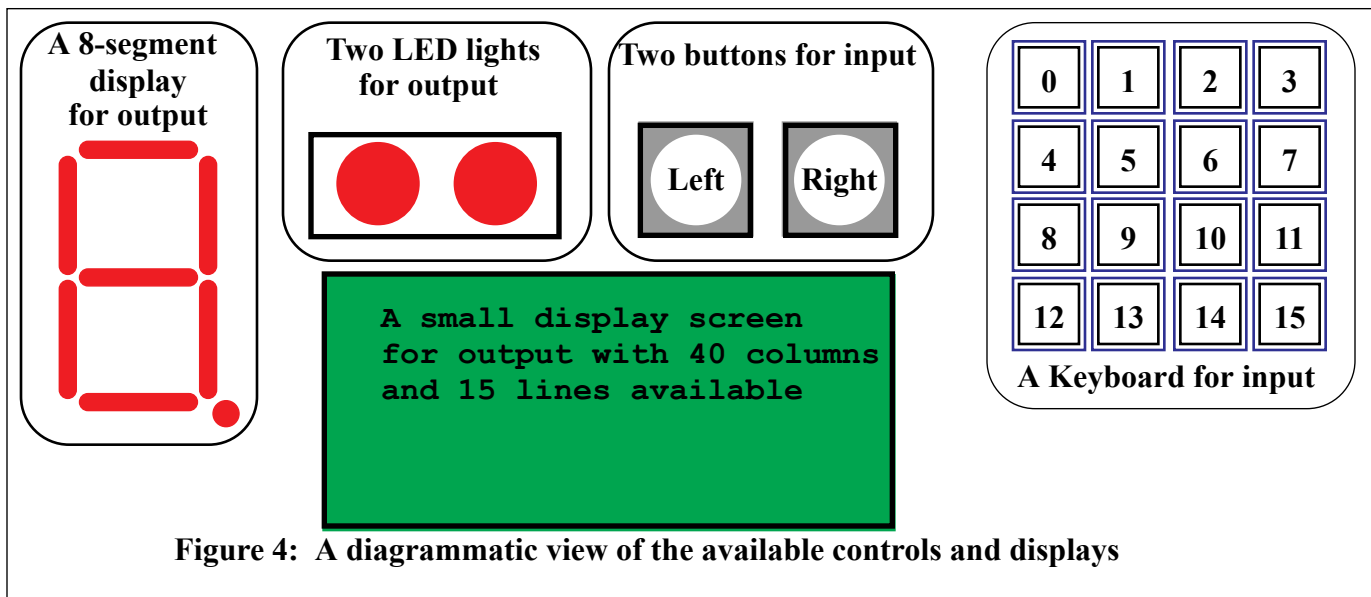 A 8-segment
display
for output
Two LED lights
for output
Two buttons for input
Left
Right
0
1
2
3
4
5
6
7
8
9
10
11
12
13
14
15
A Keyboard for input
A small display screen
for output with 40 columns
and 15 lines available
Figure 4: A diagrammatic view of the available controls and displays